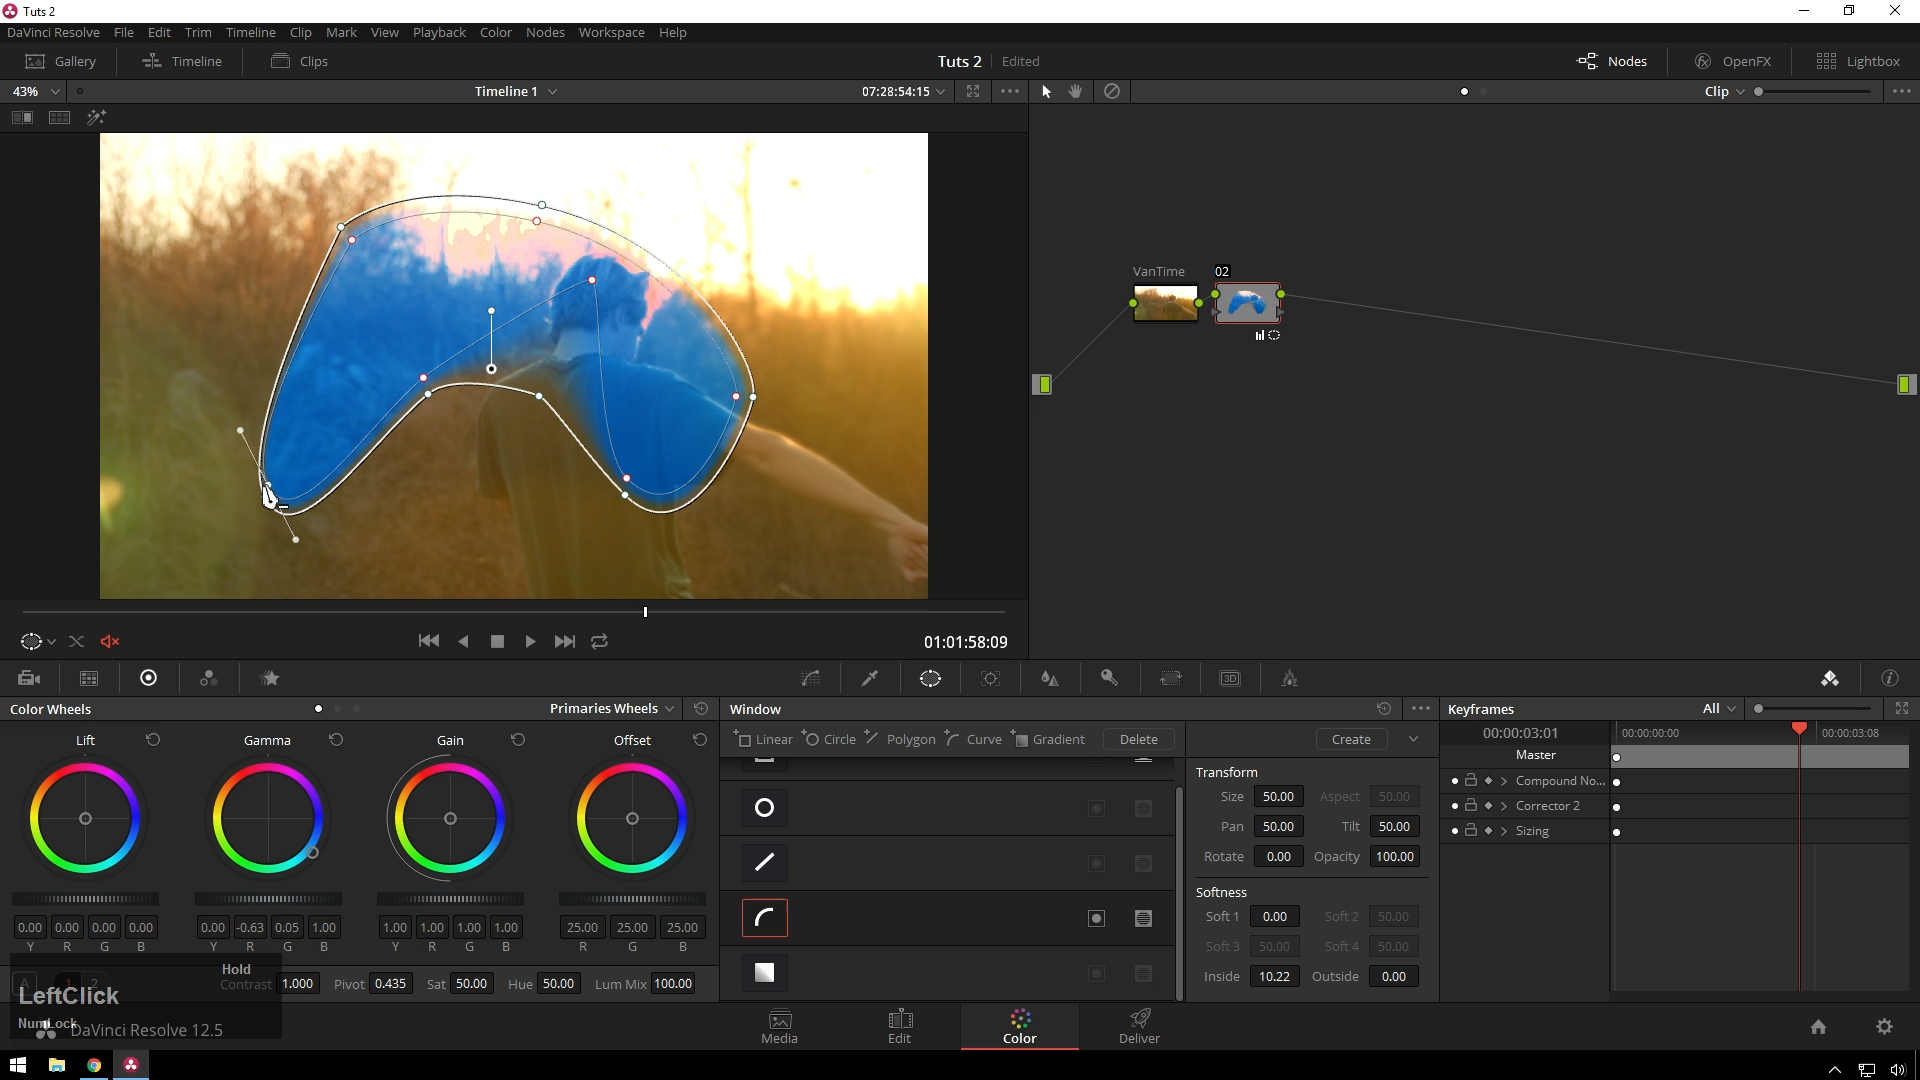 Tuts 2
DaVinci Resolve File Edit Trim Timeline Clip Mark View Playback Color Nodes Workspace Help
Gallery Timeline Clips Tuts 2 Edited Nodes OpenFX Lightbox
43% Timeline 1 07:28:54:15 Clip
VanTime 02
01:01:58:09
3D
Color Wheels Primaries Wheels Window Keyframes All
Lift Gamma Gain Offset
Linear Circle Polygon Curve Gradient Delete Create
00:00:03:01 00:00:00:00 00:00:03:08
Master
Compound No...
Corrector 2
Sizing
Transform
Size 50.00 Aspect 50.00
Pan 50.00 Tilt 50.00
Rotate 0.00 Opacity 100.00
Softness
Soft 1 0.00 Soft 2 50.00
Soft 3 50.00 Soft 4 50.00
Inside 10.22 Outside 0.00
0.00 0.00 0.00 0.00 0.00 -0.63 0.05 1.00 1.00 1.00 1.00 1.00 25.00 25.00 25.00
Y R G B Y R G B Y R G B R G B
A 1 2 Contrast 1.000 Pivot 0.435 Sat 50.00 Hue 50.00 Lum Mix 100.00
Hold
LeftClick
NumLock
DaVinci Resolve 12.5
Media Edit Color Deliver